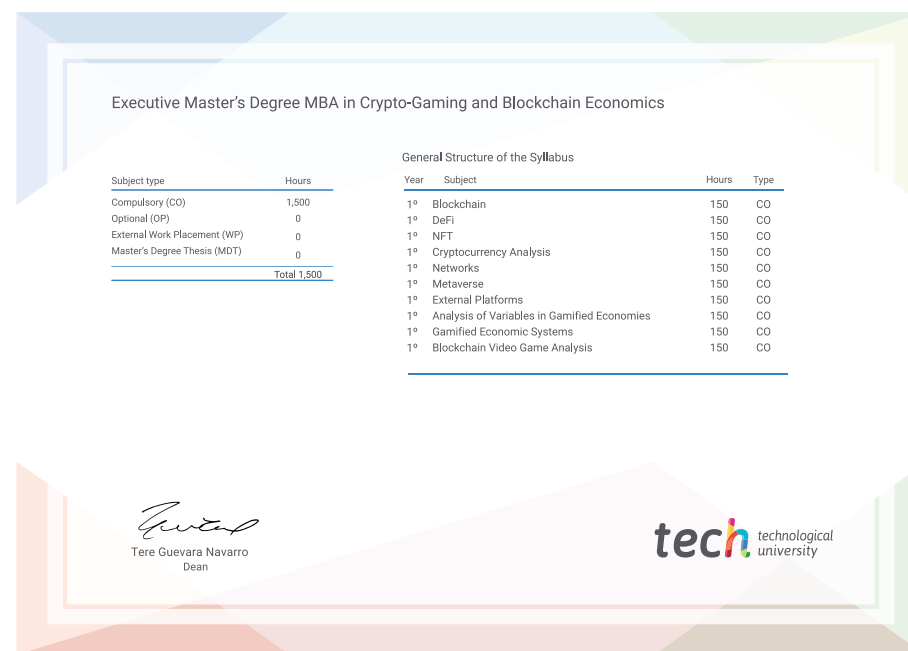 Executive Master's Degree MBA in Crypto-Gaming and Blockchain Economics
Subject type Hours
Compulsory (CO) 1,500
Optional (OP) 0
External Work Placement (WP) 0
Master's Degree Thesis (MDT) 0
Total 1,500
General Structure of the Syllabus
Year Subject Hours Type
1º Blockchain 150 CO
1º DeFi 150 CO
1º NFT 150 CO
1º Cryptocurrency Analysis 150 CO
1º Networks 150 CO
1º Metaverse 150 CO
1º External Platforms 150 CO
1º Analysis of Variables in Gamified Economies 150 CO
1º Gamified Economic Systems 150 CO
1º Blockchain Video Game Analysis 150 CO
Tere Guevara Navarro
Dean
tech technological
university